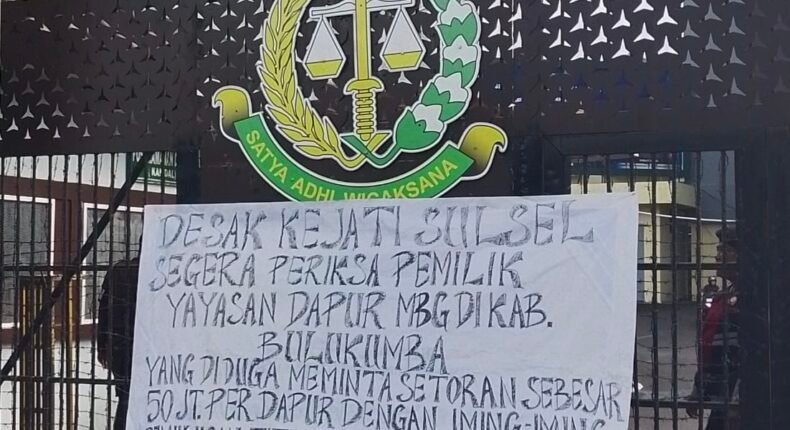 SATYA ADHI WICAKSANA
DESAK KEJATI SULSEL
SEGERA PERIKSA PEMILIK
YAYASAN DAPUR MBG DI KAB.
BULUKUMBA
YANG DI DUGA MEMINTA SETORAN SEBESAR
50 JT. PER DAPUR DENGAN IMING-IMING